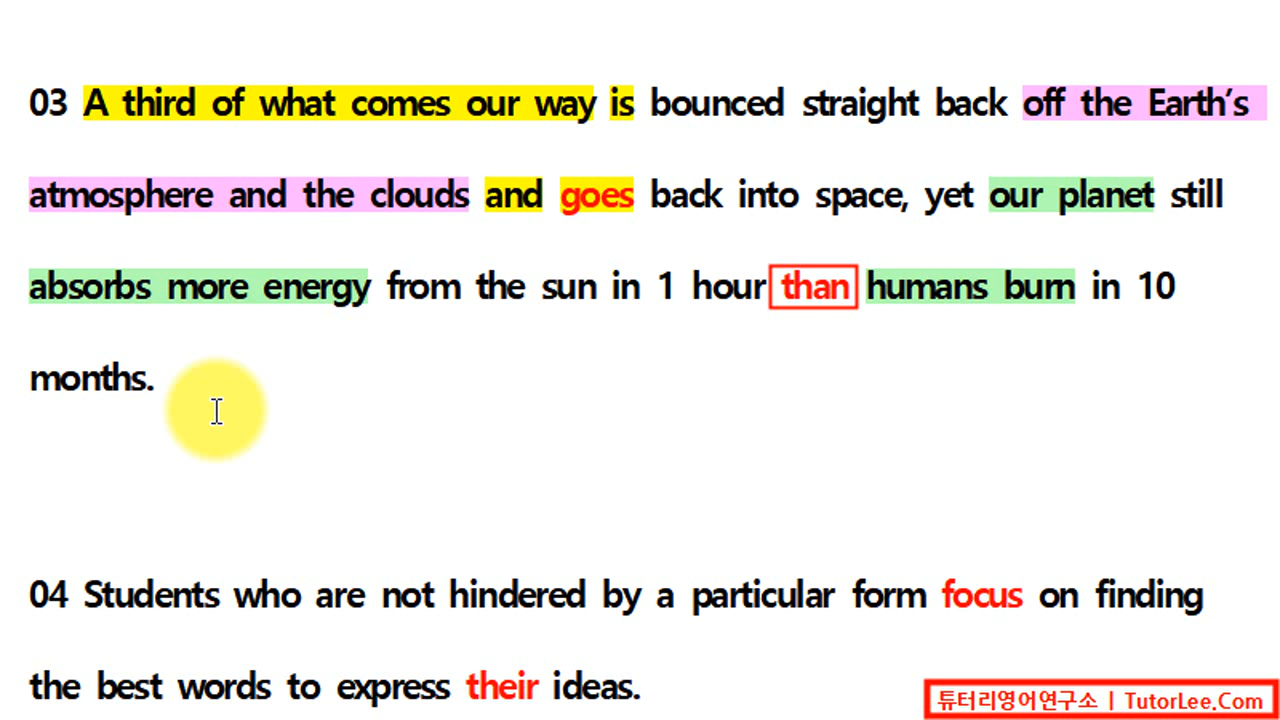 03 A third of what comes our way is bounced straight back off the Earth's
atmosphere and the clouds and goes back into space, yet our planet still
absorbs more energy from the sun in 1 hour than humans burn in 10
months.
04 Students who are not hindered by a particular form focus on finding
the best words to express their ideas.
튜터리영어연구소 | TutorLee.Com